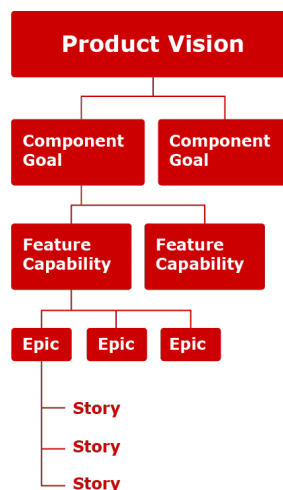 Product Vision
Component
Goal
Component
Goal
Feature
Capability
Feature
Capability
Epic
Epic
Epic
Story
Story
Story